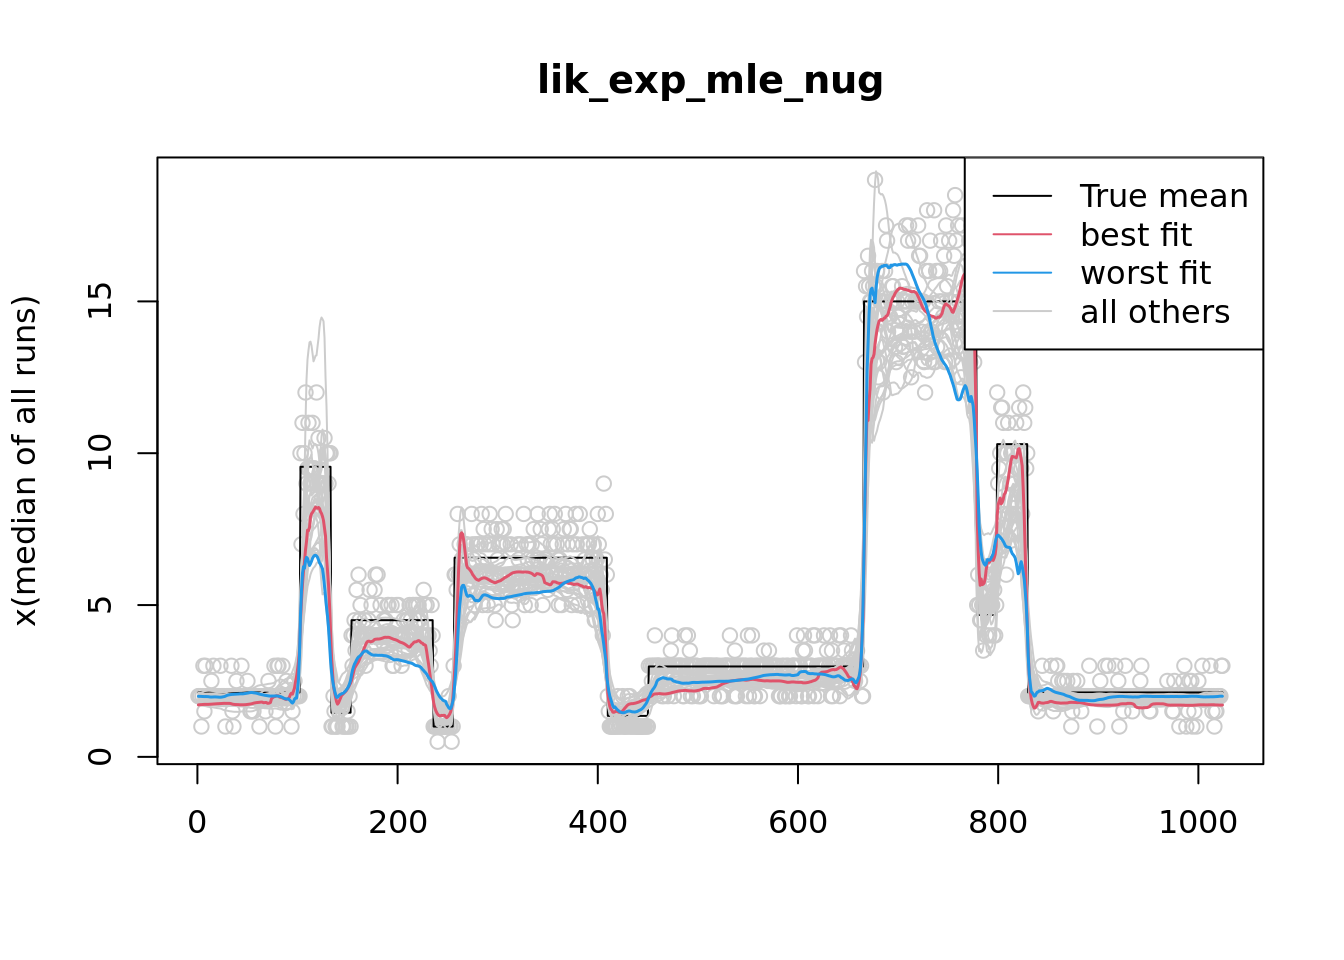 lik_exp_mle_nug
x(median of all runs)
15
10
5
0
True mean
best fit
worst fit
all others
0 200 400 600 800 1000